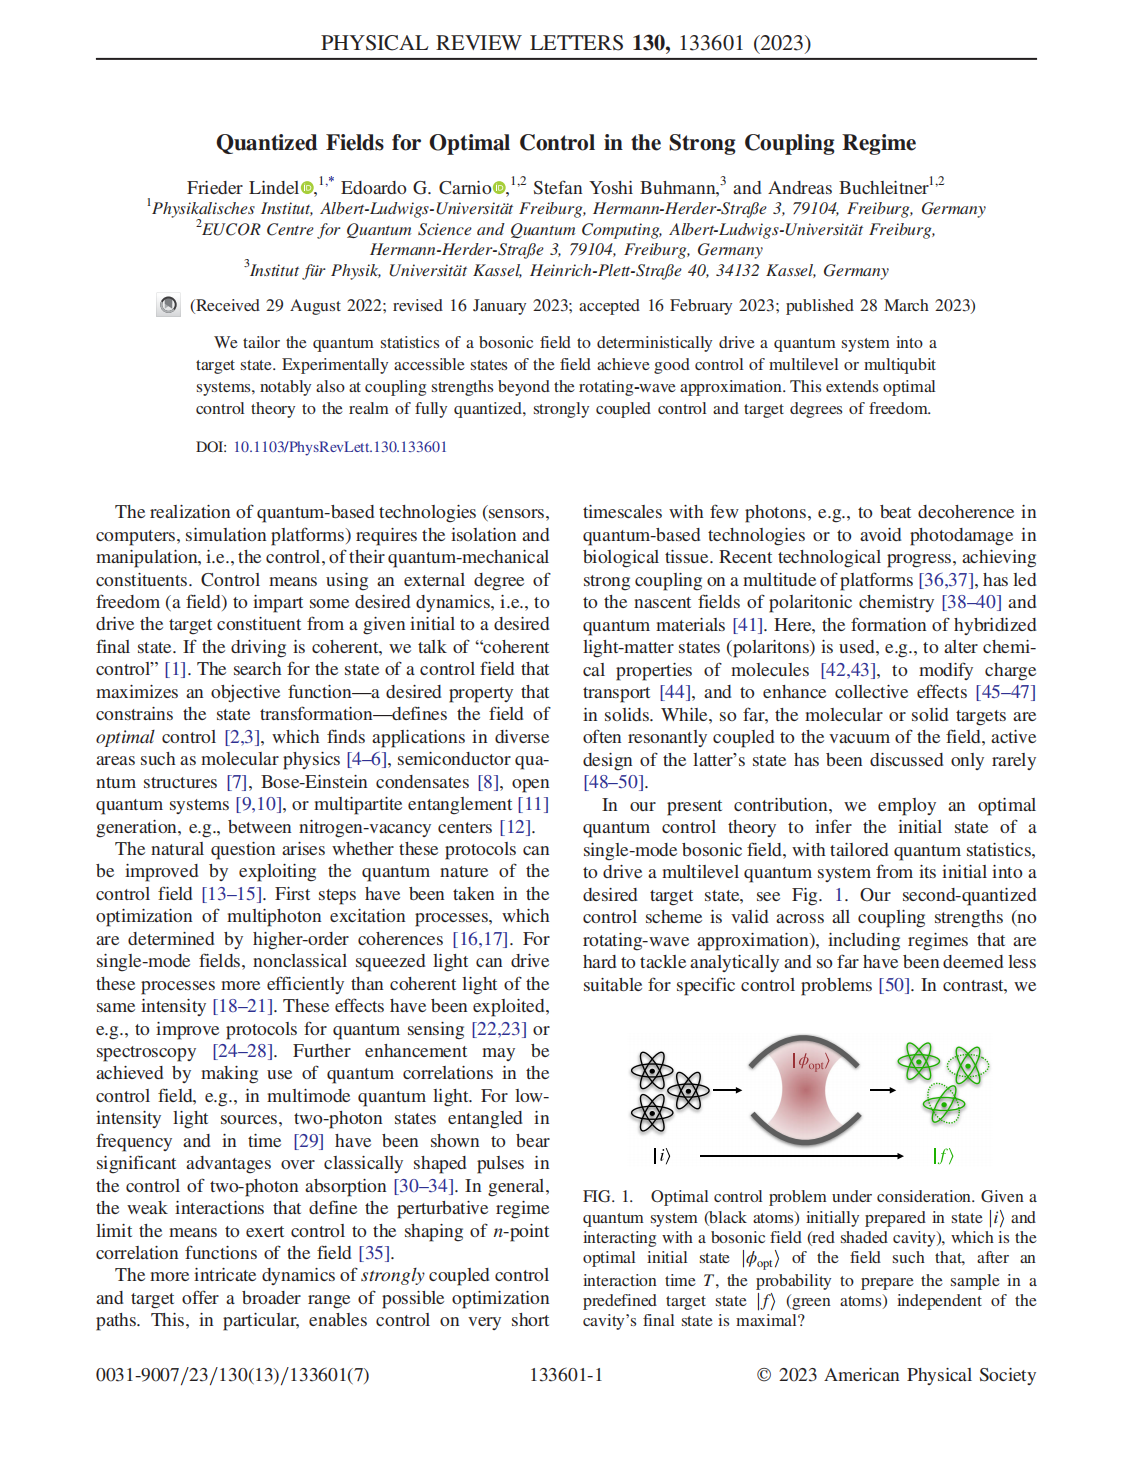 PHYSICAL REVIEW LETTERS 130, 133601 (2023)
Quantized Fields for Optimal Control in the Strong Coupling Regime
Frieder Lindel,1,* Edoardo G. Carnio,1,2 Stefan Yoshi Buhmann,3 and Andreas Buchleitner1,2
1Physikalisches Institut, Albert-Ludwigs-Universität Freiburg, Hermann-Herder-Straße 3, 79104, Freiburg, Germany
2EUCOR Centre for Quantum Science and Quantum Computing, Albert-Ludwigs-Universität Freiburg,
Hermann-Herder-Straße 3, 79104, Freiburg, Germany
3Institut für Physik, Universität Kassel, Heinrich-Plett-Straße 40, 34132 Kassel, Germany
(Received 29 August 2022; revised 16 January 2023; accepted 16 February 2023; published 28 March 2023)
We tailor the quantum statistics of a bosonic field to deterministically drive a quantum system into a
target state. Experimentally accessible states of the field achieve good control of multilevel or multiqubit
systems, notably also at coupling strengths beyond the rotating-wave approximation. This extends optimal
control theory to the realm of fully quantized, strongly coupled control and target degrees of freedom.
DOI: 10.1103/PhysRevLett.130.133601
The realization of quantum-based technologies (sensors,
computers, simulation platforms) requires the isolation and
manipulation, i.e., the control, of their quantum-mechanical
constituents. Control means using an external degree of
freedom (a field) to impart some desired dynamics, i.e., to
drive the target constituent from a given initial to a desired
final state. If the driving is coherent, we talk of “coherent
control” [1]. The search for the state of a control field that
maximizes an objective function—a desired property that
constrains the state transformation—defines the field of
optimal control [2,3], which finds applications in diverse
areas such as molecular physics [4–6], semiconductor qua-
ntum structures [7], Bose-Einstein condensates [8], open
quantum systems [9,10], or multipartite entanglement [11]
generation, e.g., between nitrogen-vacancy centers [12].
The natural question arises whether these protocols can
be improved by exploiting the quantum nature of the
control field [13–15]. First steps have been taken in the
optimization of multiphoton excitation processes, which
are determined by higher-order coherences [16,17]. For
single-mode fields, nonclassical squeezed light can drive
these processes more efficiently than coherent light of the
same intensity [18–21]. These effects have been exploited,
e.g., to improve protocols for quantum sensing [22,23] or
spectroscopy [24–28]. Further enhancement may be
achieved by making use of quantum correlations in the
control field, e.g., in multimode quantum light. For low-
intensity light sources, two-photon states entangled in
frequency and in time [29] have been shown to bear
significant advantages over classically shaped pulses in
the control of two-photon absorption [30–34]. In general,
the weak interactions that define the perturbative regime
limit the means to exert control to the shaping of n-point
correlation functions of the field [35].
The more intricate dynamics of strongly coupled control
and target offer a broader range of possible optimization
paths. This, in particular, enables control on very short
timescales with few photons, e.g., to beat decoherence in
quantum-based technologies or to avoid photodamage in
biological tissue. Recent technological progress, achieving
strong coupling on a multitude of platforms [36,37], has led
to the nascent fields of polaritonic chemistry [38–40] and
quantum materials [41]. Here, the formation of hybridized
light-matter states (polaritons) is used, e.g., to alter chemi-
cal properties of molecules [42,43], to modify charge
transport [44], and to enhance collective effects [45–47]
in solids. While, so far, the molecular or solid targets are
often resonantly coupled to the vacuum of the field, active
design of the latter’s state has been discussed only rarely
[48–50].
In our present contribution, we employ an optimal
quantum control theory to infer the initial state of a
single-mode bosonic field, with tailored quantum statistics,
to drive a multilevel quantum system from its initial into a
desired target state, see Fig. 1. Our second-quantized
control scheme is valid across all coupling strengths (no
rotating-wave approximation), including regimes that are
hard to tackle analytically and so far have been deemed less
suitable for specific control problems [50]. In contrast, we
|ϕopt⟩
|i⟩
|f⟩
FIG. 1. Optimal control problem under consideration. Given a
quantum system (black atoms) initially prepared in state |i⟩ and
interacting with a bosonic field (red shaded cavity), which is the
optimal initial state |ϕopt⟩ of the field such that, after an
interaction time T, the probability to prepare the sample in a
predefined target state |f⟩ (green atoms) independent of the
cavity’s final state is maximal?
0031-9007/23/130(13)/133601(7)
133601-1
© 2023 American Physical Society